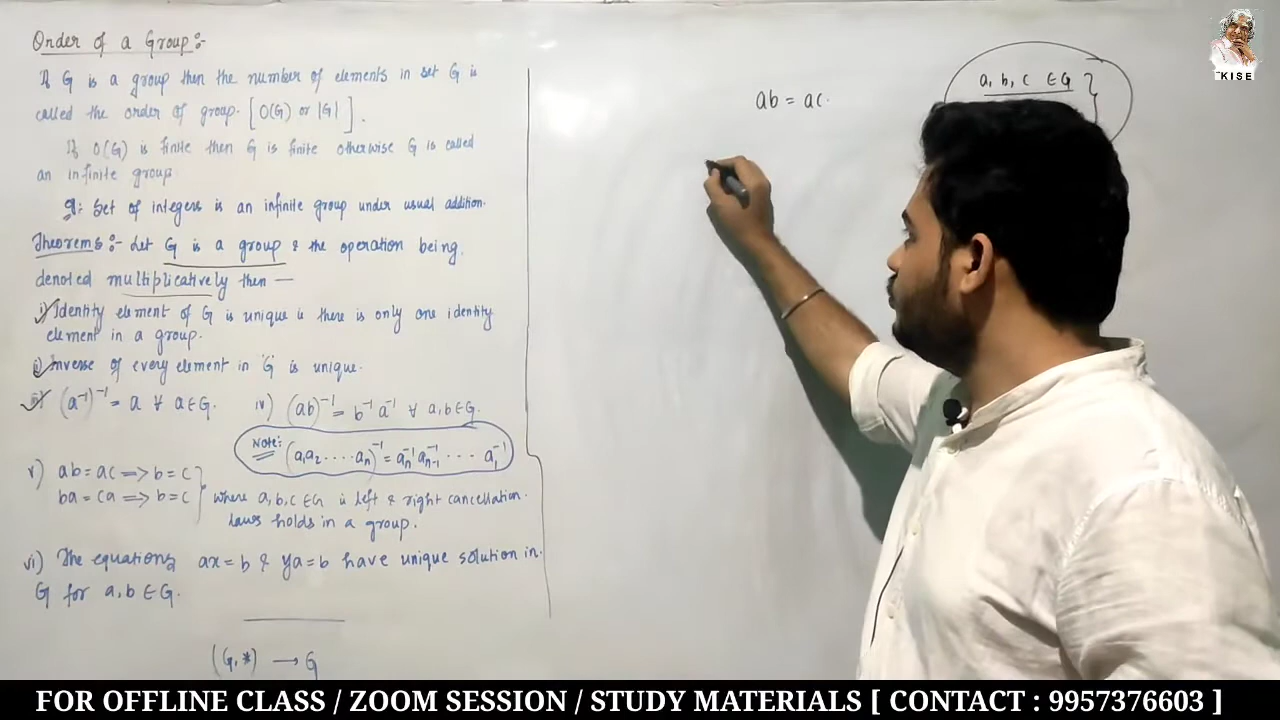 Order of a Group :-
If G is a group then the number of elements in set G is
called the order of group. [O(G) or |G|].
If O(G) is finite then G is finite otherwise G is called
an infinite group.
eg: Set of integers is an infinite group under usual addition.
Theorems :- Let G is a group & the operation being
denoted multiplicatively then —
i) Identity element of G is unique ie there is only one identity
element in a group.
ii) Inverse of every element in G is unique.
iii) (a⁻¹)⁻¹ = a ∀ a∈G. iv) (ab)⁻¹ = b⁻¹ a⁻¹ ∀ a,b∈G.
Note: (a₁a₂.....aₙ)⁻¹ = aₙ⁻¹ aₙ₋₁⁻¹ .... a₁⁻¹
v) ab = ac ⟹ b = c
ba = ca ⟹ b = c } where a,b,c ∈ G ie left & right cancellation
laws holds in a group.
vi) The equations ax = b & ya = b have unique solution in
G for a,b ∈ G.
(G,*) → G
ab = ac.
a, b, c ∈ G }
KISE
FOR OFFLINE CLASS / ZOOM SESSION / STUDY MATERIALS [ CONTACT : 9957376603 ]